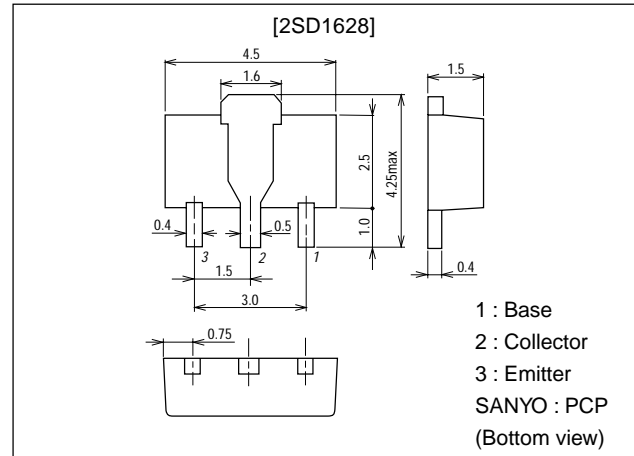 [2SD1628]
4.5
1.6
1.5
2.5
4.25max
1.0
0.4
0.5
3
2
1
1.5
3.0
0.4
0.75
1 : Base
2 : Collector
3 : Emitter
SANYO : PCP
(Bottom view)